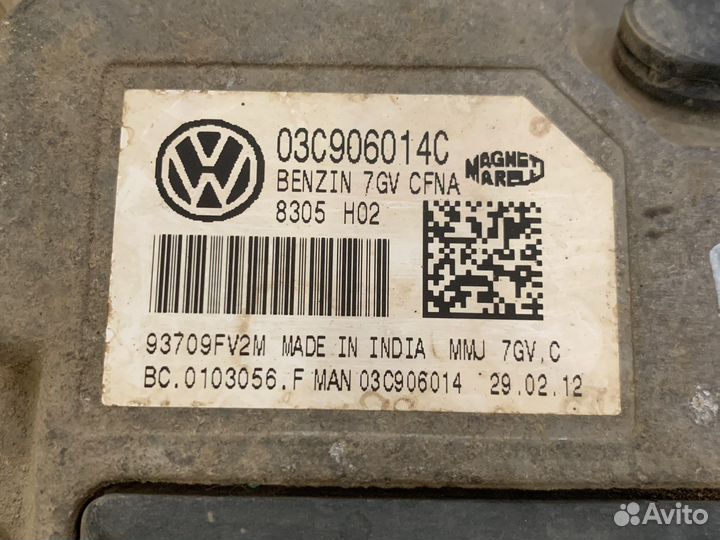 03C906014C
BENZIN 7GV CFNA
MAGNETI MARELLI
8305 H02
93709FV2M MADE IN INDIA MMJ 7GV.C
BC.0103056.F MAN 03C906014 29.02.12
Avito